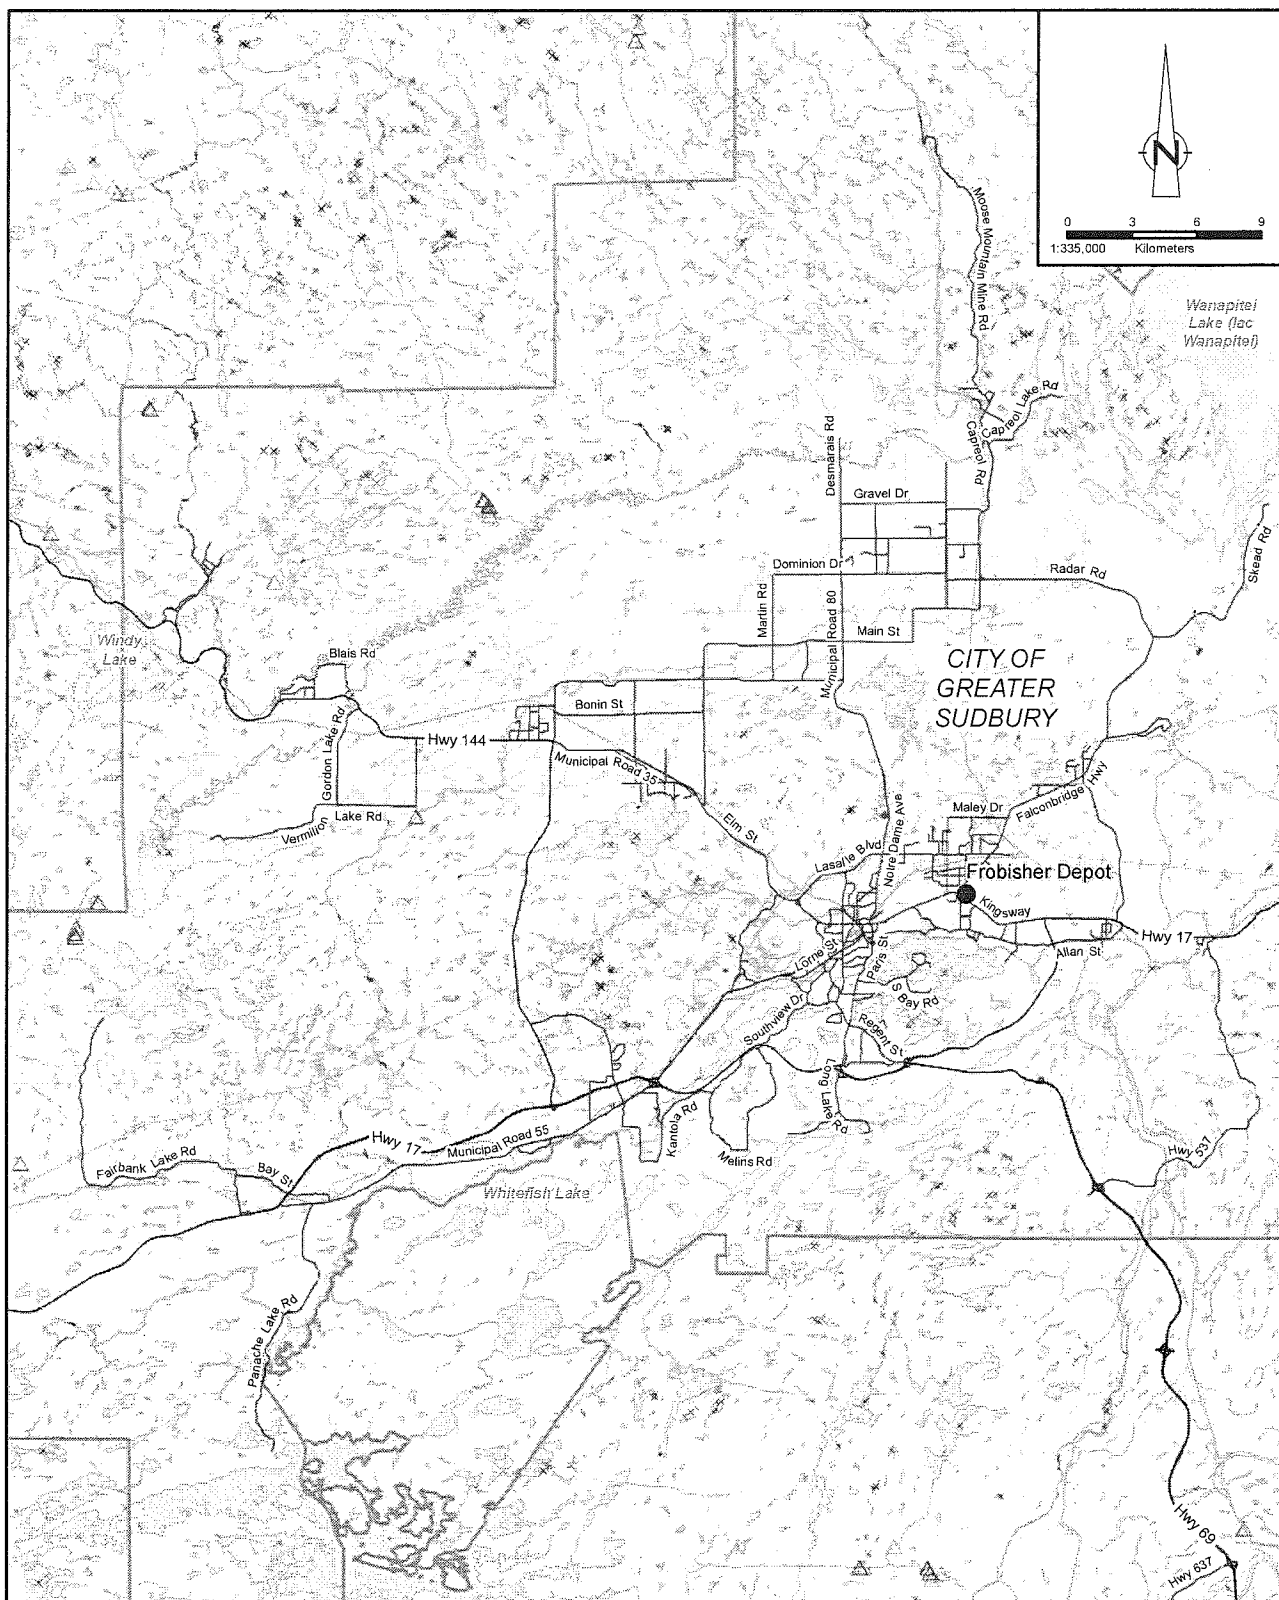 N
0 3 6 9
1:335,000 Kilometers
Moose Mountain Mine Rd
Wanapitei
Lake (lac
Wanapitei)
Capreol Lake Rd
Capreol Rd
Desmarais Rd
Gravel Dr
Skead Rd
Dominion Dr
Radar Rd
Martin Rd
Municipal Road 80
Main St
Windy
Lake
Blais Rd
CITY OF
GREATER
SUDBURY
Bonin St
Gordon Lake Rd
Hwy 144
Municipal Road 35
Falconbridge Hwy
Maley Dr
Notre Dame Ave
Vermilion
Lake Rd
Elm St
Lasalle Blvd
Frobisher Depot
Kingsway
Hwy 17
Allan St
Lorne St
Paris St
S Bay Rd
Southview Dr
Regent St
Long Lake Rd
Kantola Rd
Hwy 17
Municipal Road 55
Melins Rd
Hwy 537
Fairbank Lake Rd
Bay St
Whitefish Lake
Panache Lake Rd
Hwy 69
Hwy 637